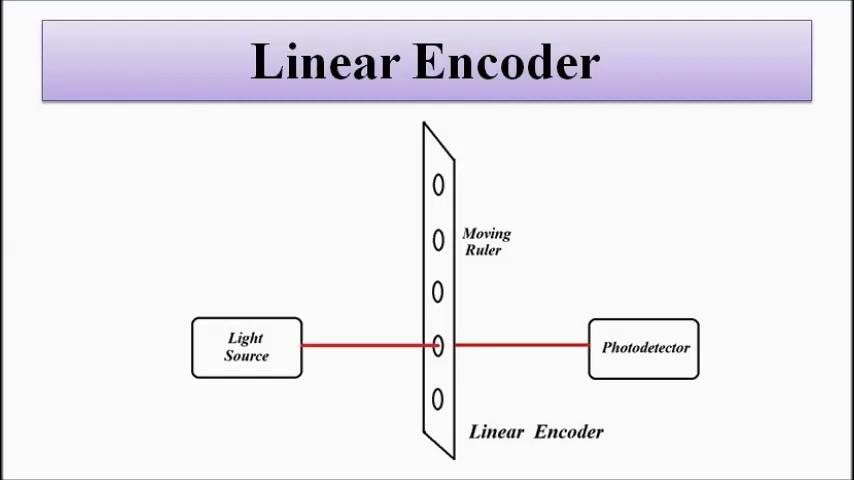 Linear Encoder
Moving
Ruler
Light
Source
Photodetector
Linear Encoder